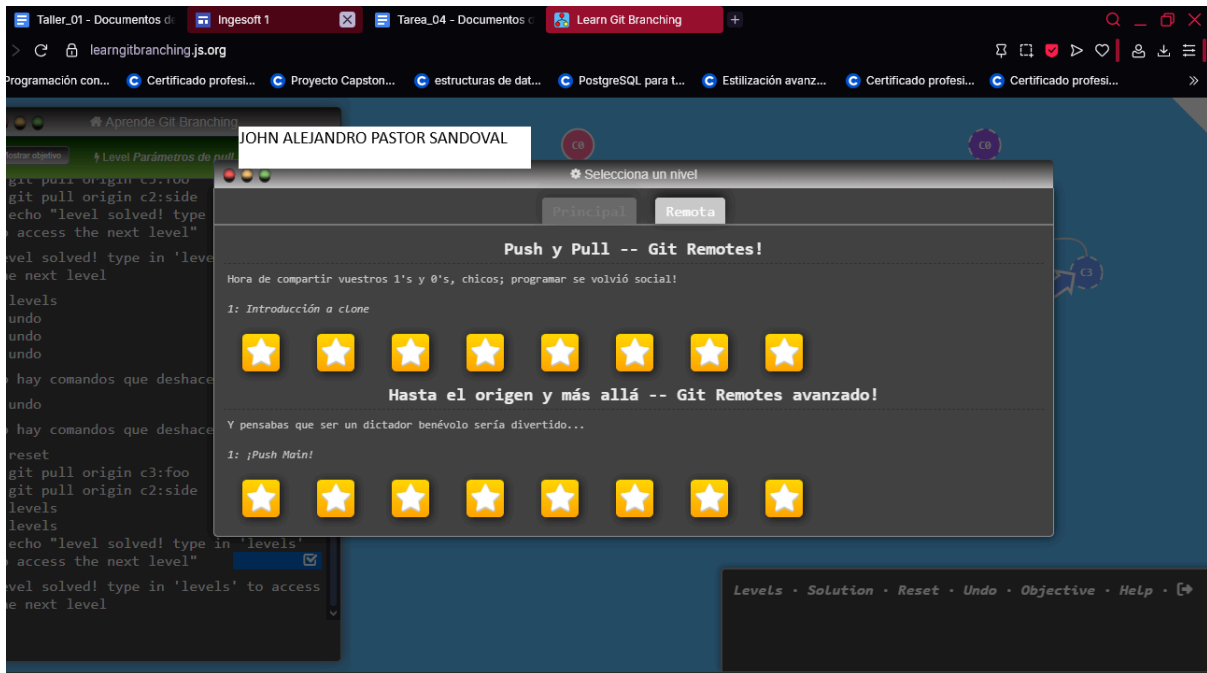 Taller_01 - Documentos de
Ingesoft 1
Tarea_04 - Documentos d
Learn Git Branching
learngitbranching.js.org
Programación con...
Certificado profesi...
Proyecto Capston...
estructuras de dat...
PostgreSQL para t...
Estilización avanz...
Certificado profesi...
Certificado profesi...
Aprende Git Branching
JOHN ALEJANDRO PASTOR SANDOVAL
Mostrar objetivo
Level Parámetros de pull
git pull origin c3:foo
git pull origin c2:side
echo "level solved! type
access the next level"
vel solved! type in 'leve
e next level
levels
undo
undo
undo
hay comandos que deshace
undo
hay comandos que deshace
reset
git pull origin c3:foo
git pull origin c2:side
levels
levels
echo "level solved! type in 'levels'
access the next level"
vel solved! type in 'levels' to access
e next level
C0
C0
C3
Selecciona un nivel
Principal
Remota
Push y Pull -- Git Remotes!
Hora de compartir vuestros 1's y 0's, chicos; programar se volvió social!
1: Introducción a clone
Hasta el origen y más allá -- Git Remotes avanzado!
Y pensabas que ser un dictador benévolo sería divertido...
1: ¡Push Main!
Levels · Solution · Reset · Undo · Objective · Help ·